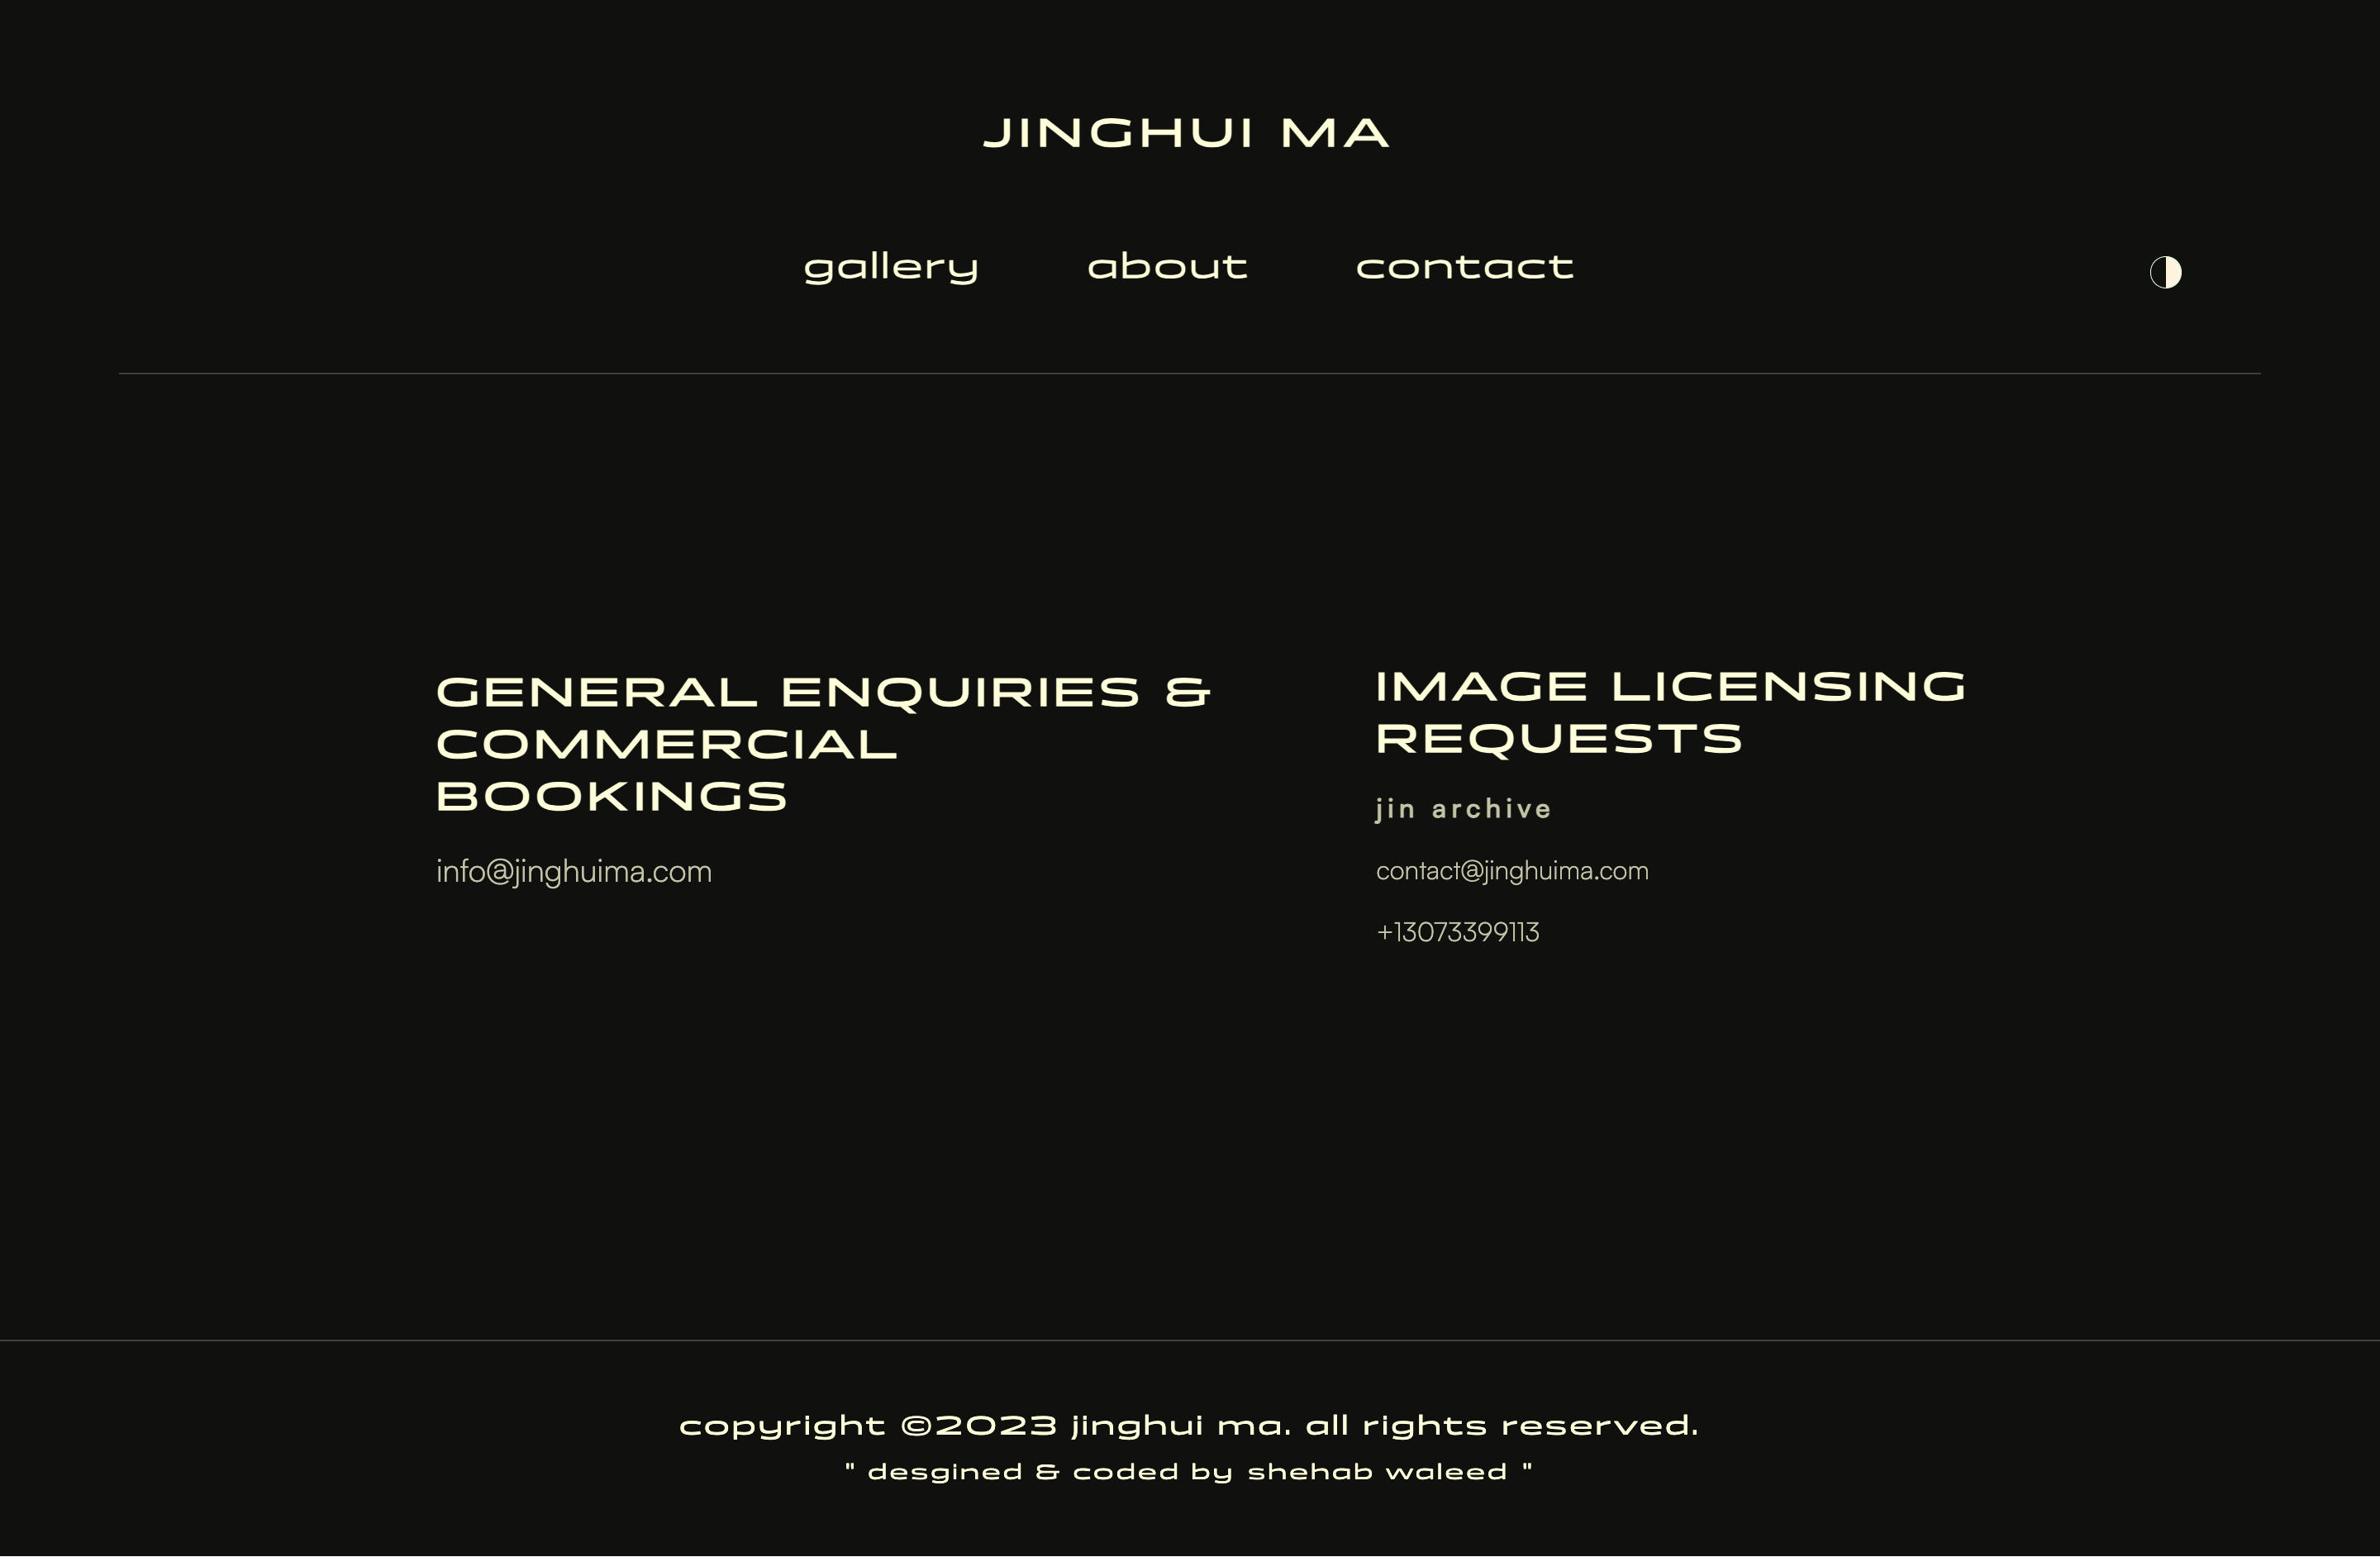 JINGHUI MA
gallery about contact
GENERAL ENQUIRIES &
COMMERCIAL
BOOKINGS
info@jinghuima.com
IMAGE LICENSING
REQUESTS
jin archive
contact@jinghuima.com
+13073399113
copyright ©2023 jinghui ma. all rights reserved.
" desgined & coded by shehab waleed "